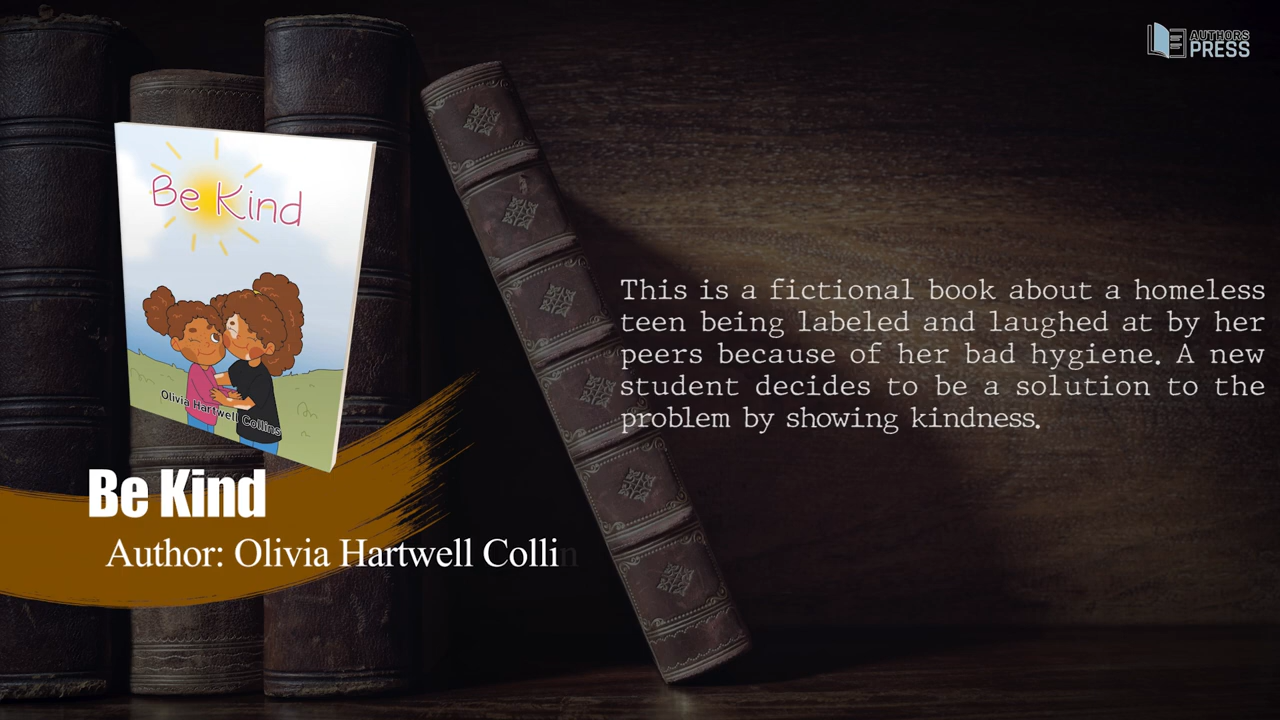 AUTHORS
PRESS
Be Kind
Olivia Hartwell Collins
This is a fictional book about a homeless
teen being labeled and laughed at by her
peers because of her bad hygiene. A new
student decides to be a solution to the
problem by showing kindness.
Be Kind
Author: Olivia Hartwell Collin